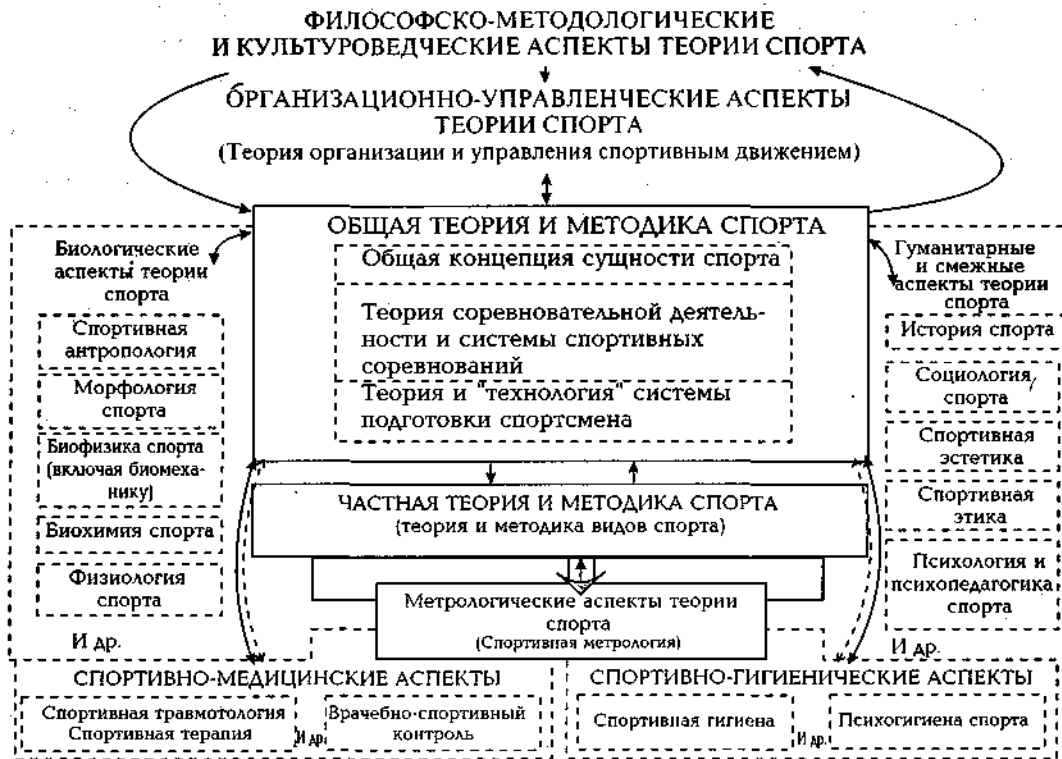 ФИЛОСОФСКО-МЕТОДОЛОГИЧЕСКИЕ
И КУЛЬТУРОВЕДЧЕСКИЕ АСПЕКТЫ ТЕОРИИ СПОРТА
ОРГАНИЗАЦИОННО-УПРАВЛЕНЧЕСКИЕ АСПЕКТЫ
ТЕОРИИ СПОРТА
(Теория организации и управления спортивным движением)
ОБЩАЯ ТЕОРИЯ И МЕТОДИКА СПОРТА
Общая концепция сущности спорта
Теория соревновательной деятель-
ности и системы спортивных
соревнований
Теория и "технология" системы
подготовки спортсмена
Биологические
аспекты теории
спорта
Спортивная
антропология
Морфология
спорта
Биофизика спорта
(включая биомеха-
нику)
Биохимия спорта
Физиология
спорта
И др.
Гуманитарные
и смежные
аспекты теории
спорта
История спорта
Социология
спорта
Спортивная
эстетика
Спортивная
этика
Психология и
психопедагогика
спорта
И др.
ЧАСТНАЯ ТЕОРИЯ И МЕТОДИКА СПОРТА
(теория и методика видов спорта)
Метрологические аспекты теории
спорта
(Спортивная метрология)
СПОРТИВНО-МЕДИЦИНСКИЕ АСПЕКТЫ
Спортивная травмотология
Спортивная терапия
И др.
Врачебно-спортивный
контроль
СПОРТИВНО-ГИГИЕНИЧЕСКИЕ АСПЕКТЫ
Спортивная гигиена
И др.
Психогигиена спорта